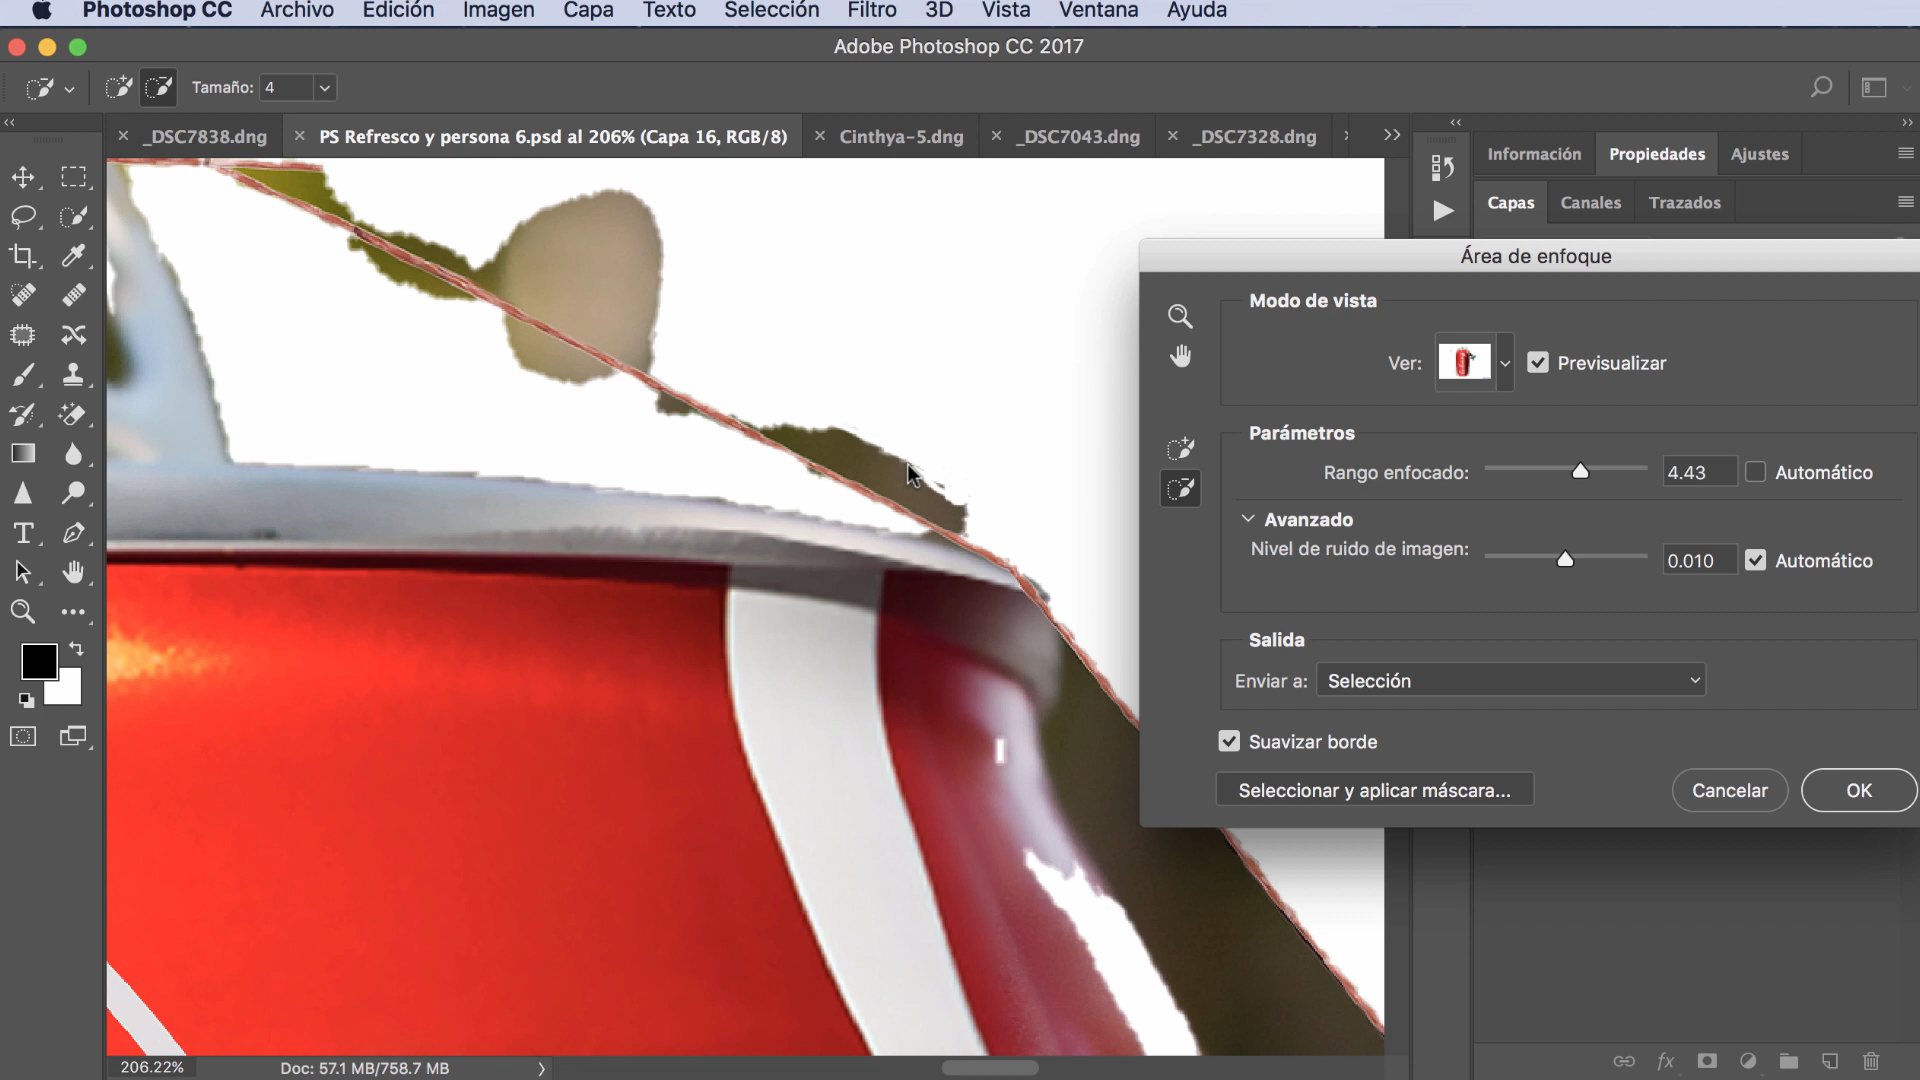 Photoshop CC Archivo Edición Imagen Capa Texto Selección Filtro 3D Vista Ventana Ayuda
Adobe Photoshop CC 2017
Tamaño: 4
_DSC7838.dng PS Refresco y persona 6.psd al 206% (Capa 16, RGB/8) Cinthya-5.dng _DSC7043.dng _DSC7328.dng
Información Propiedades Ajustes
Capas Canales Trazados
Área de enfoque
Modo de vista
Ver: Previsualizar
Parámetros
Rango enfocado: 4.43 Automático
Avanzado
Nivel de ruido de imagen: 0.010 Automático
Salida
Enviar a: Selección
Suavizar borde
Seleccionar y aplicar máscara... Cancelar OK
206.22% Doc: 57.1 MB/758.7 MB